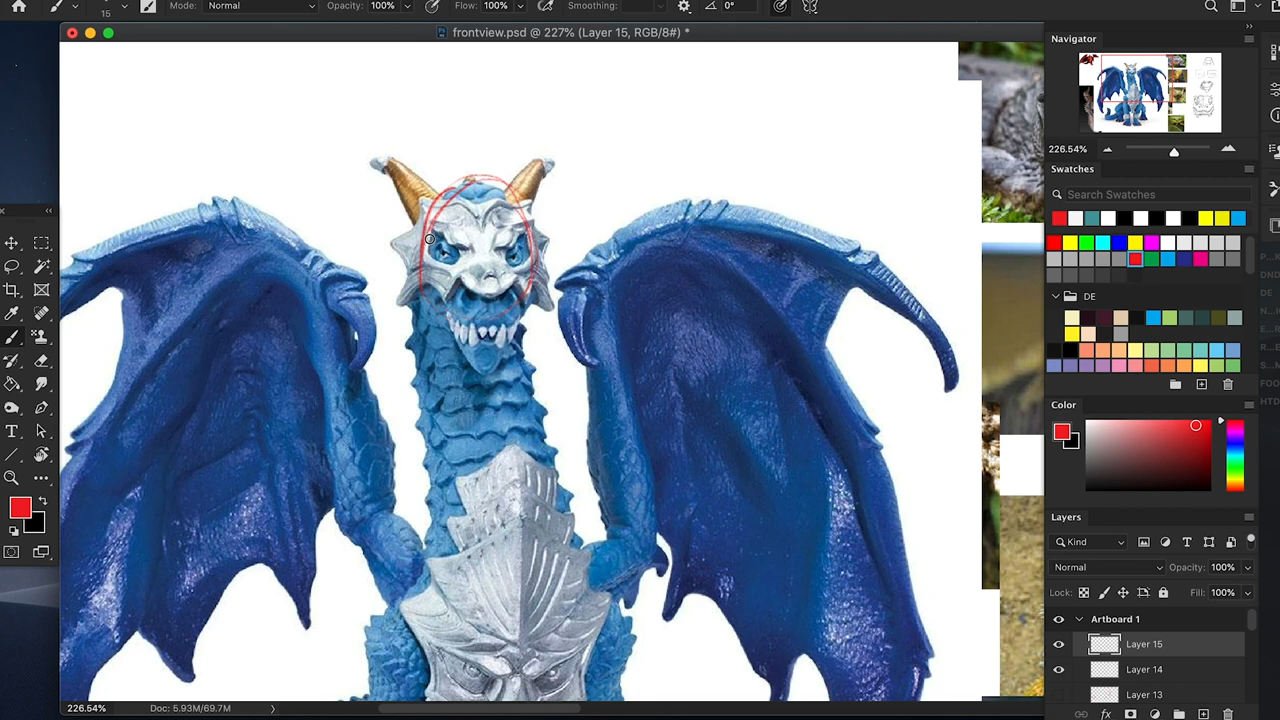 Mode: Normal Opacity: 100% Flow: 100% Smoothing: 0°
15
frontview.psd @ 227% (Layer 15, RGB/8#) *
Navigator
226.54%
Swatches
Search Swatches
DE
Color
Layers
Kind
Normal Opacity: 100%
Lock: Fill: 100%
Artboard 1
Layer 15
Layer 14
Layer 13
fx
226.54% Doc: 5.93M/69.7M